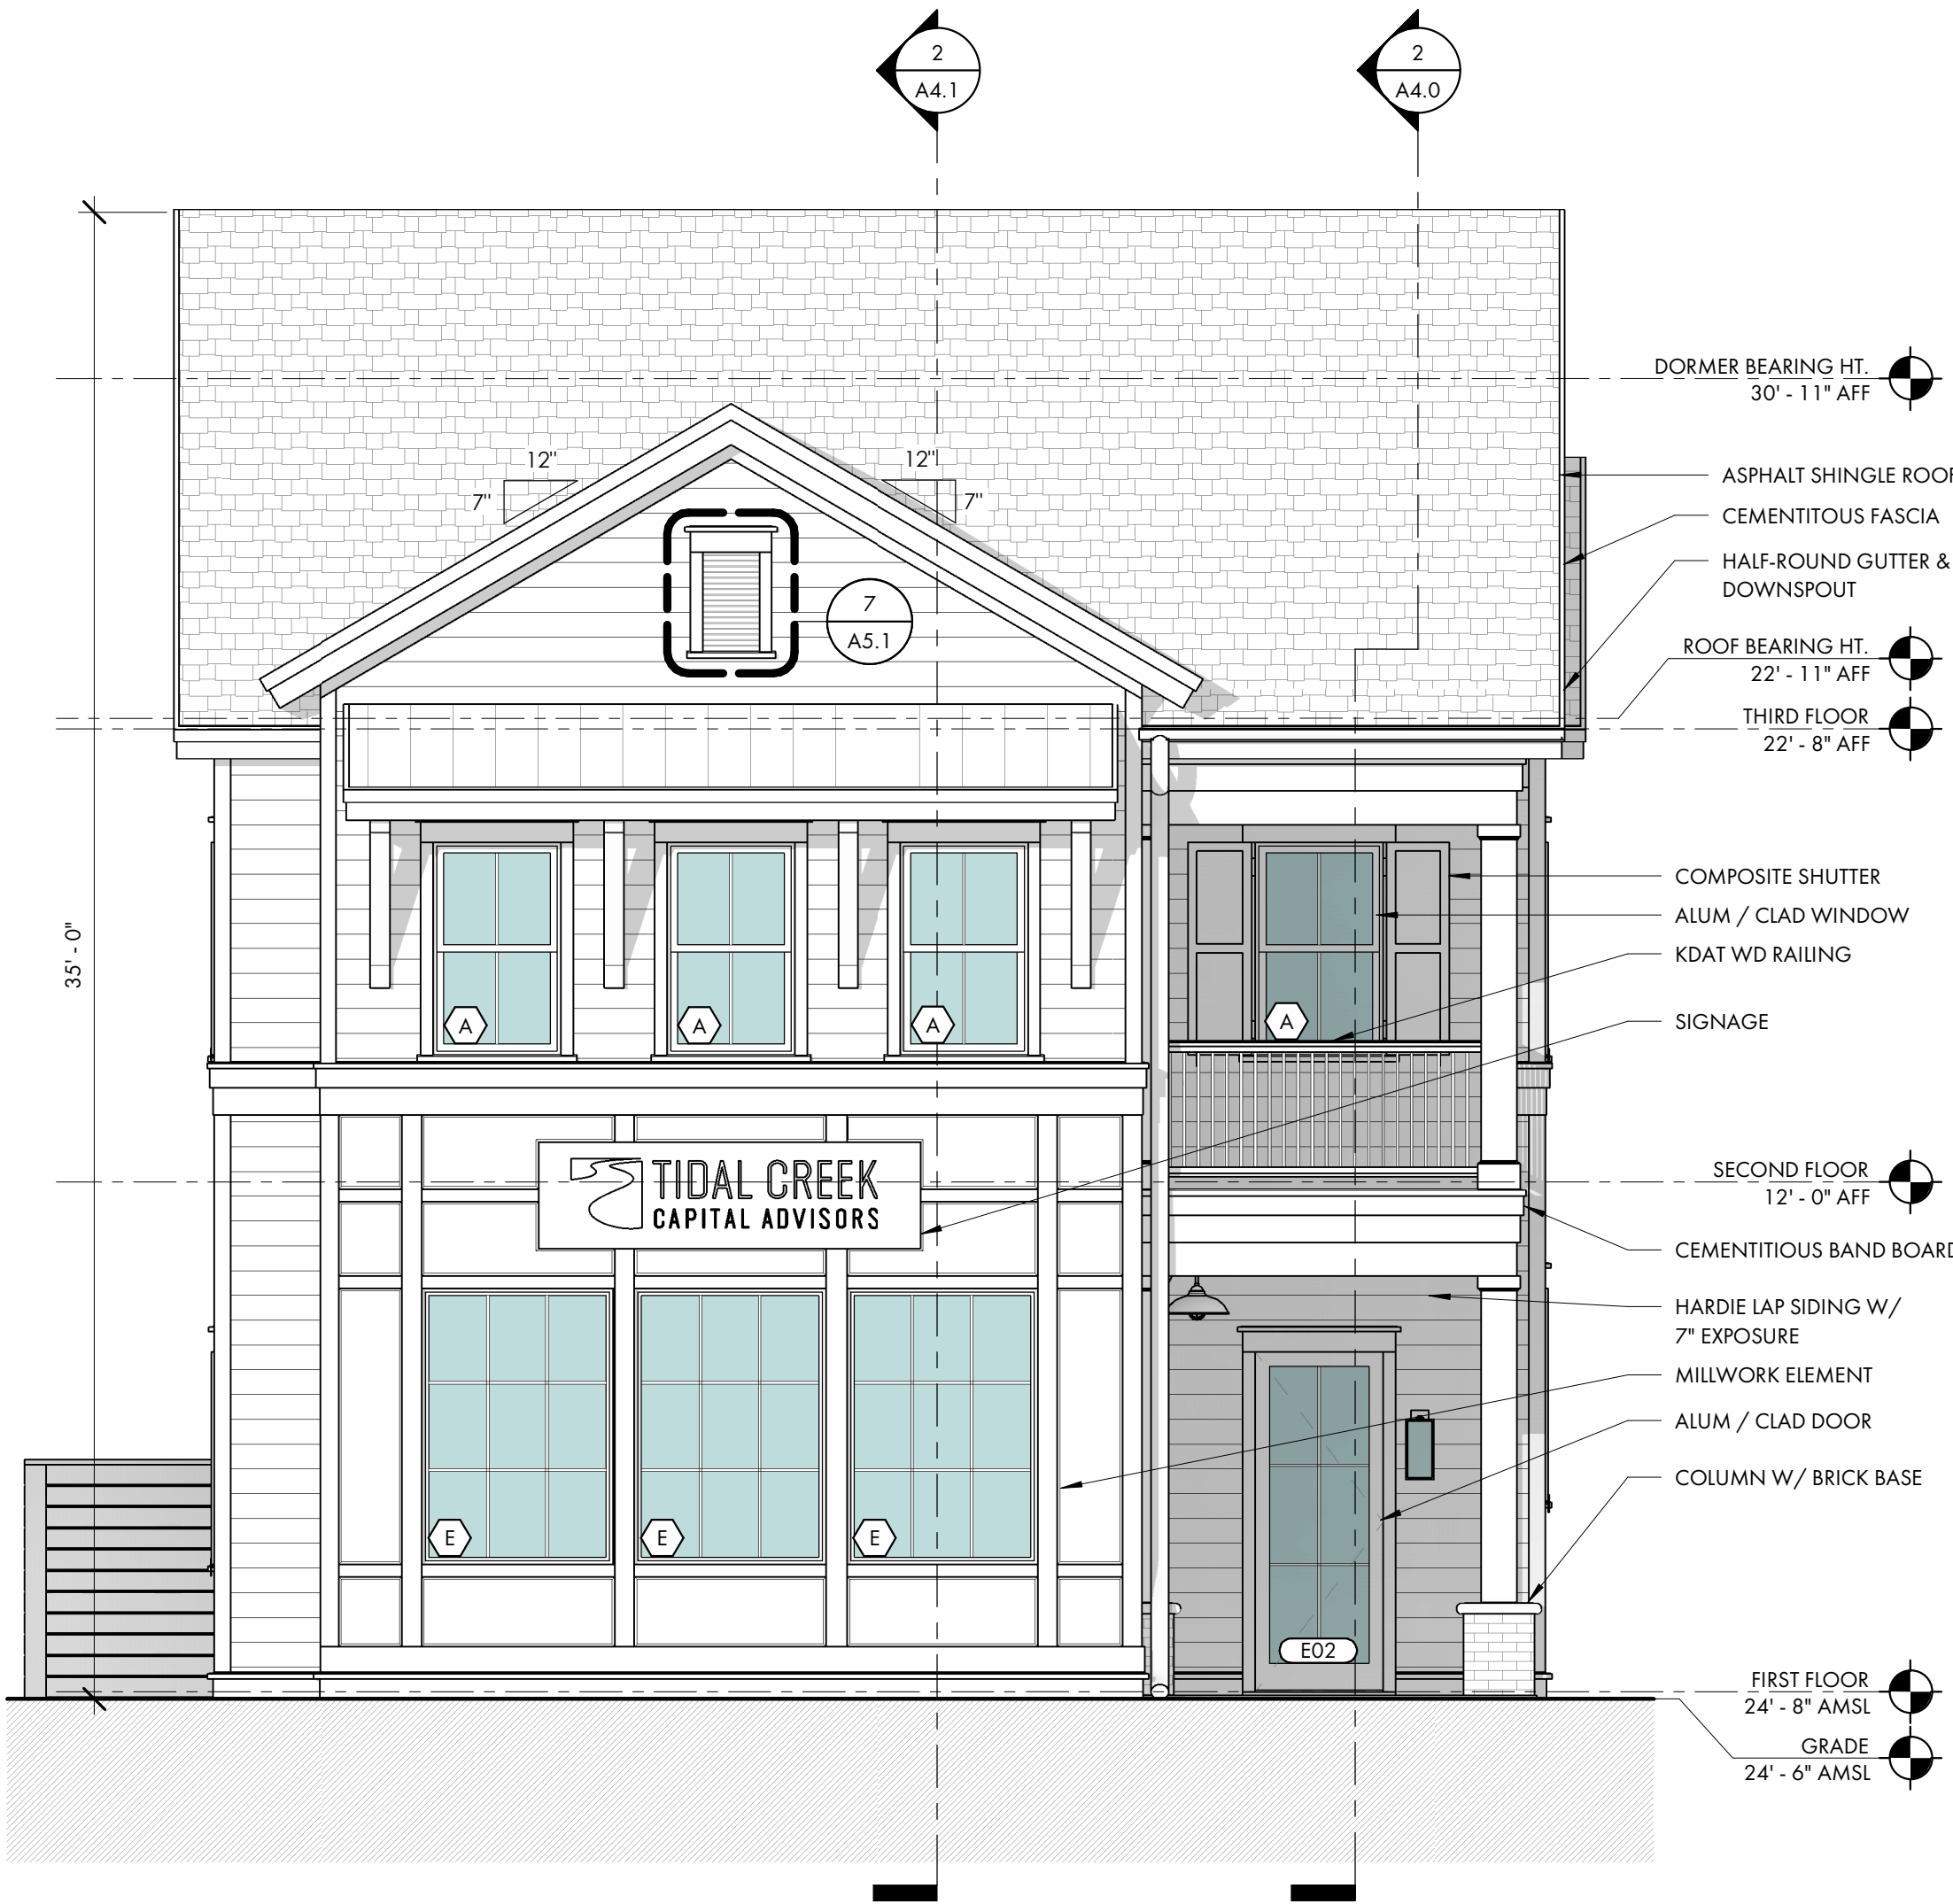 2
A4.1
2
A4.0
DORMER BEARING HT.
30' - 11" AFF
12"
7"
12"
7"
ASPHALT SHINGLE ROOF
CEMENTITOUS FASCIA
HALF-ROUND GUTTER &
DOWNSPOUT
7
A5.1
ROOF BEARING HT.
22' - 11" AFF
THIRD FLOOR
22' - 8" AFF
35' - 0"
COMPOSITE SHUTTER
ALUM / CLAD WINDOW
KDAT WD RAILING
SIGNAGE
A
A
A
A
TIDAL CREEK
CAPITAL ADVISORS
SECOND FLOOR
12' - 0" AFF
CEMENTITIOUS BAND BOARD
HARDIE LAP SIDING W/
7" EXPOSURE
MILLWORK ELEMENT
ALUM / CLAD DOOR
COLUMN W/ BRICK BASE
E
E
E
E02
FIRST FLOOR
24' - 8" AMSL
GRADE
24' - 6" AMSL